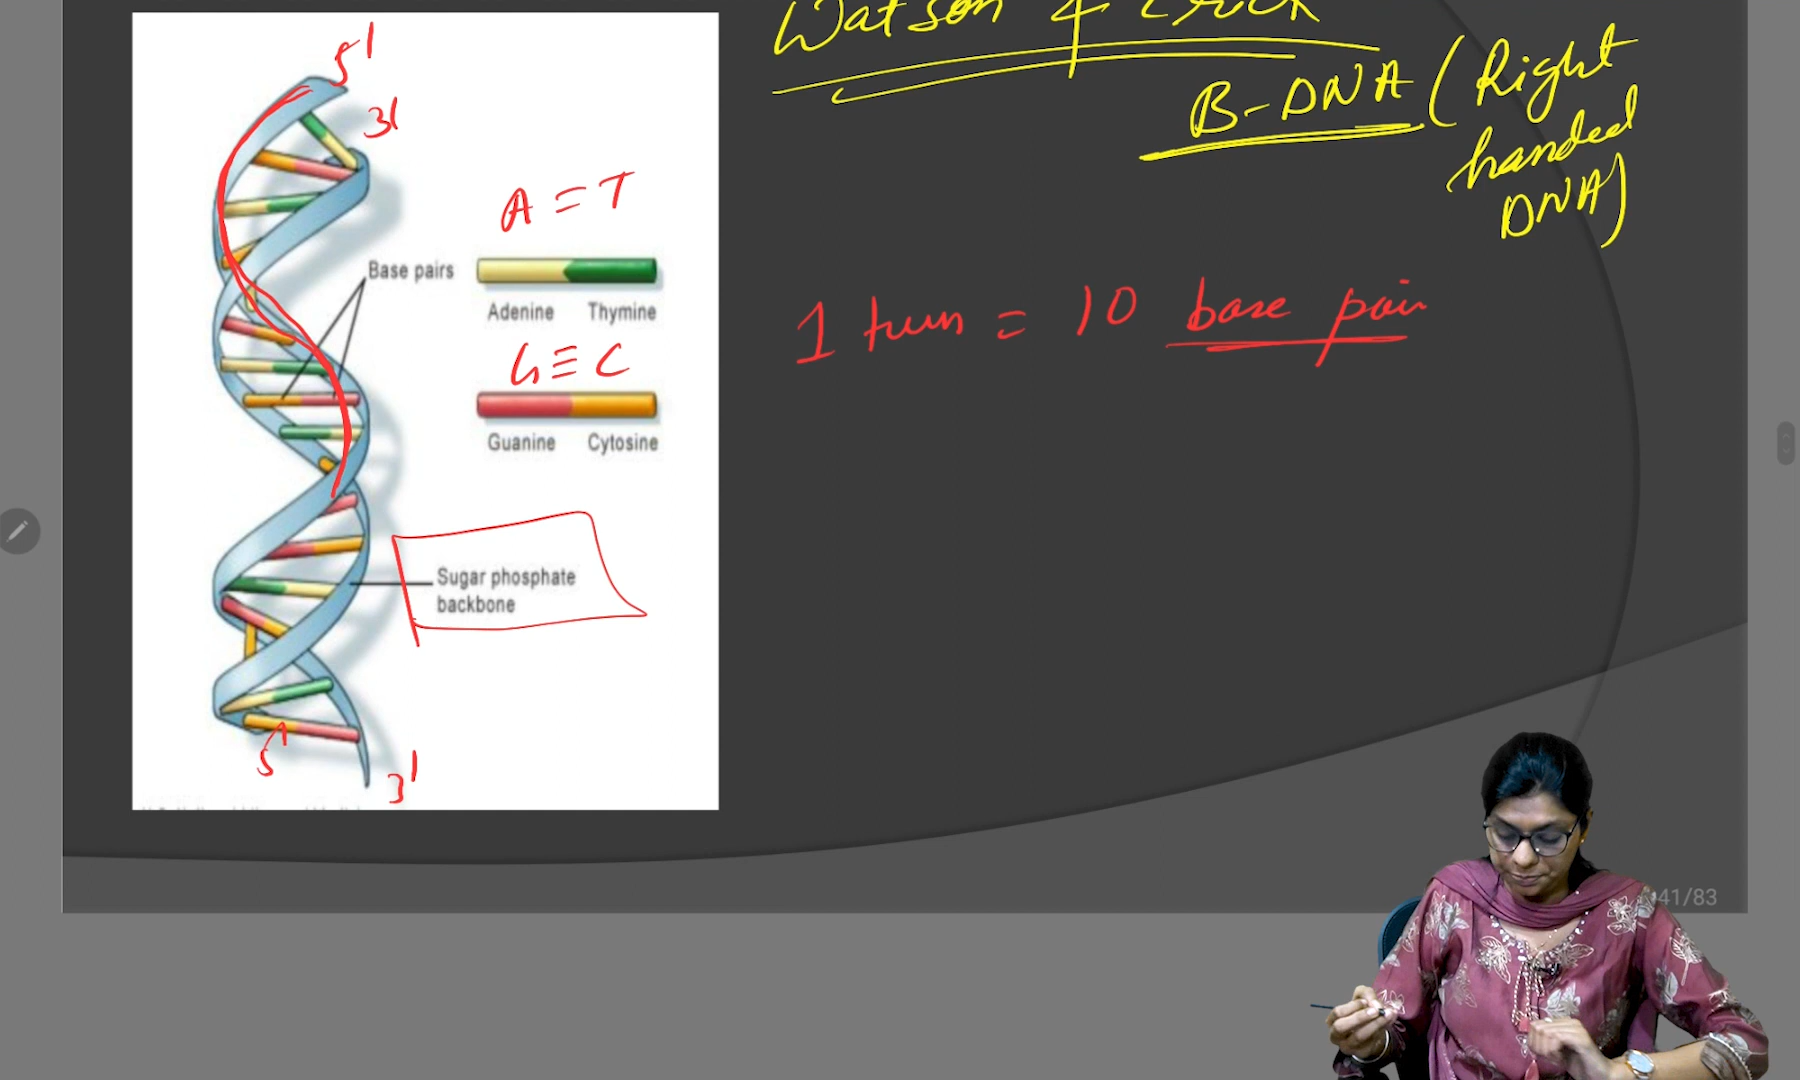 Watson & Crick
B-DNA (Right
handed
DNA)
5'
3'
A = T
Base pairs
Adenine Thymine
1 turn = 10 base pair
G ≡ C
Guanine Cytosine
Sugar phosphate
backbone
5'
3'
41/83